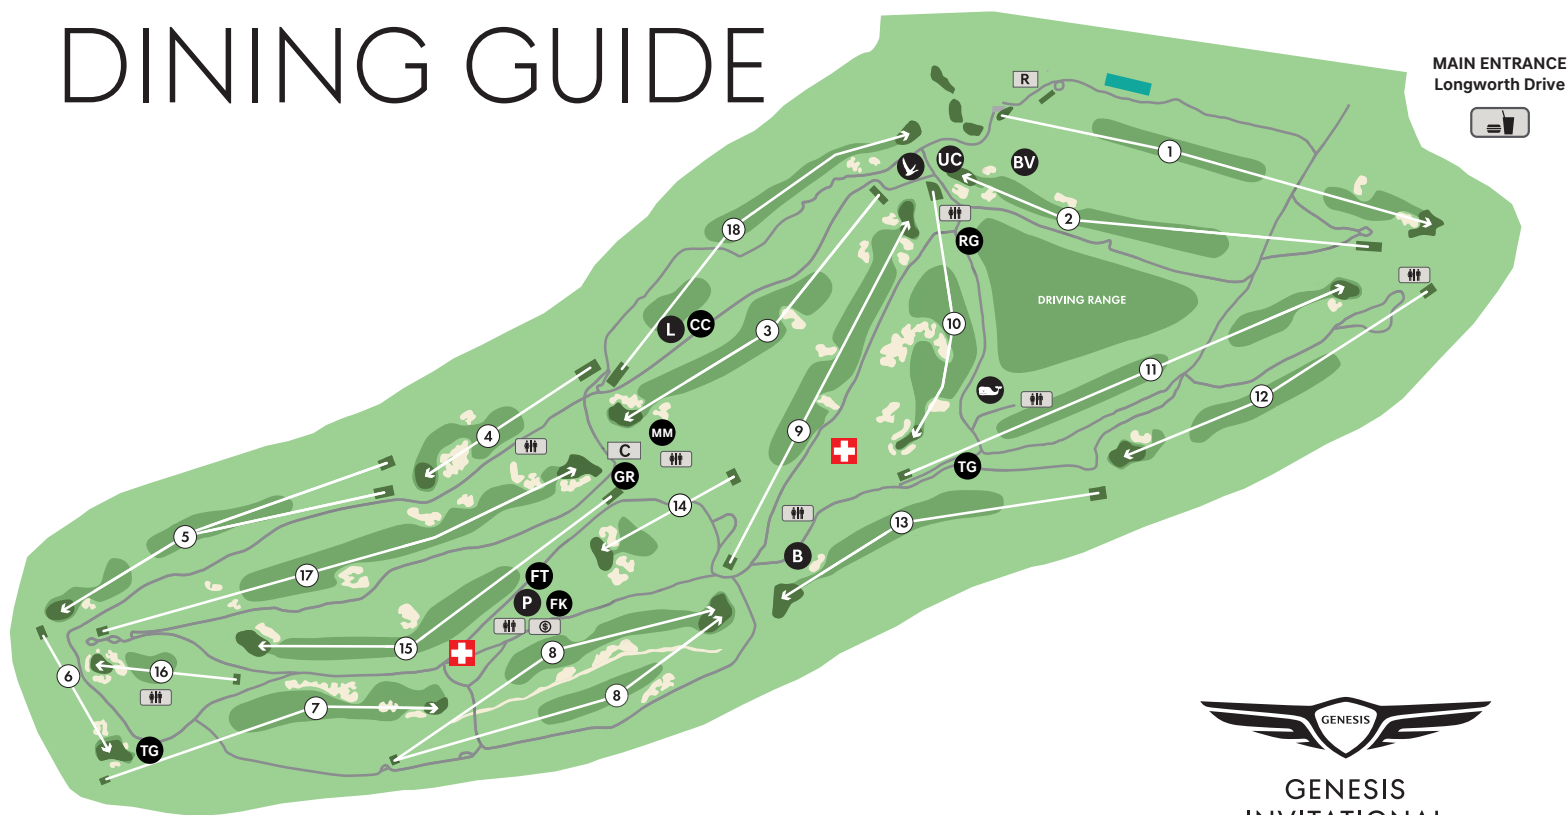 DINING GUIDE
MAIN ENTRANCE
Longworth Drive
R
1
UC
BV
2
18
RG
DRIVING RANGE
L
CC
3
10
11
12
4
MM
9
C
GR
TG
14
13
5
B
17
FT
P
FK
$
15
8
6
16
7
8
TG
GENESIS
GENESIS
INVITATIONAL